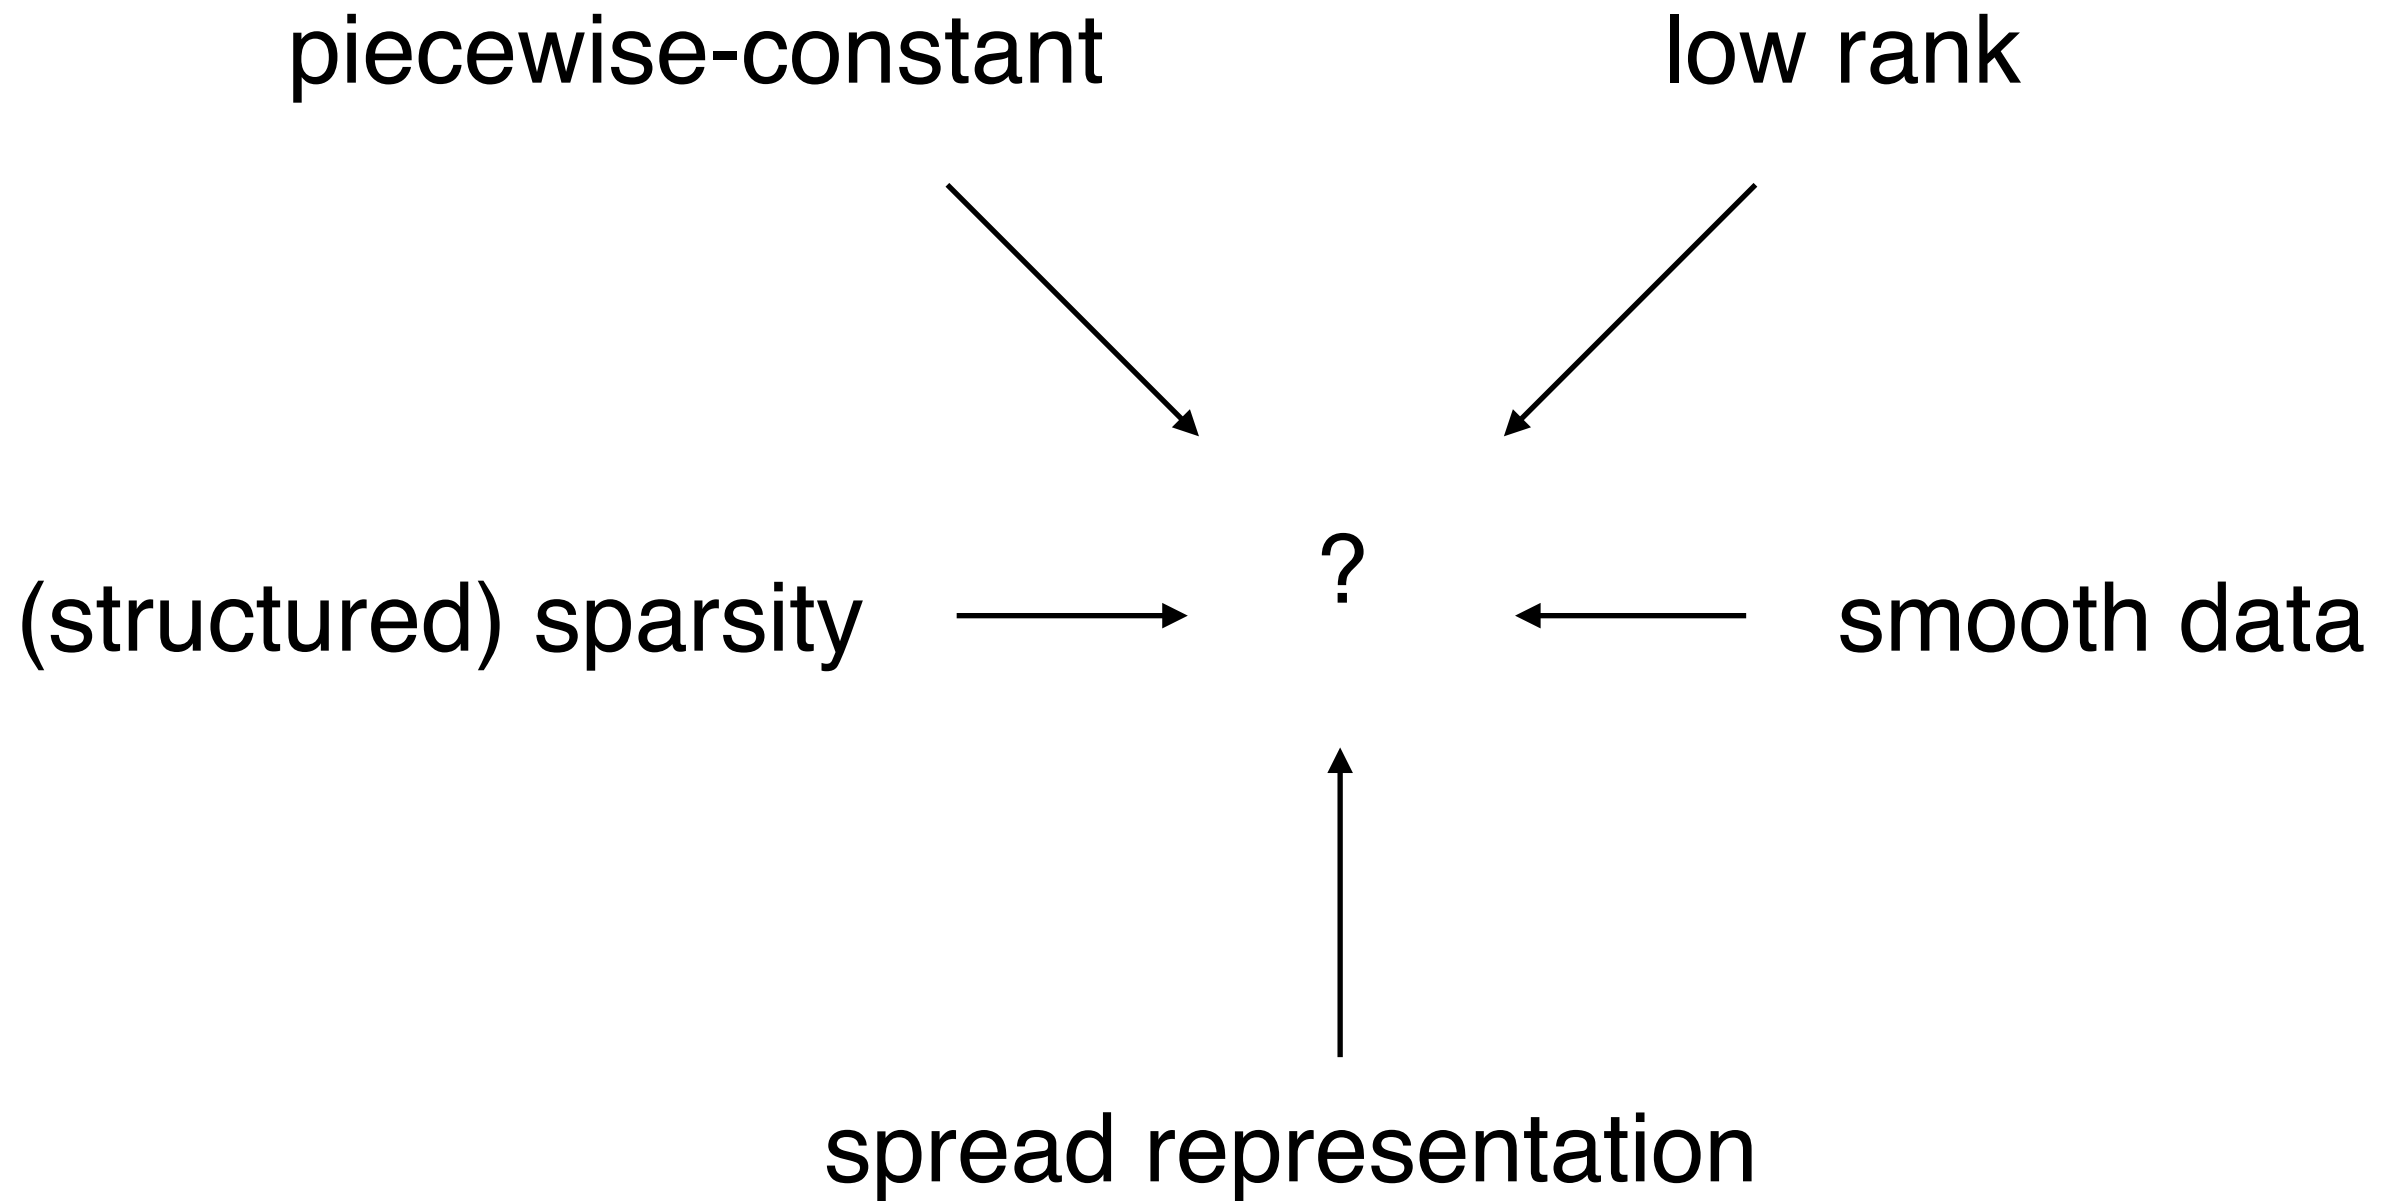 piecewise-constant
low rank
?
(structured) sparsity
smooth data
spread representation